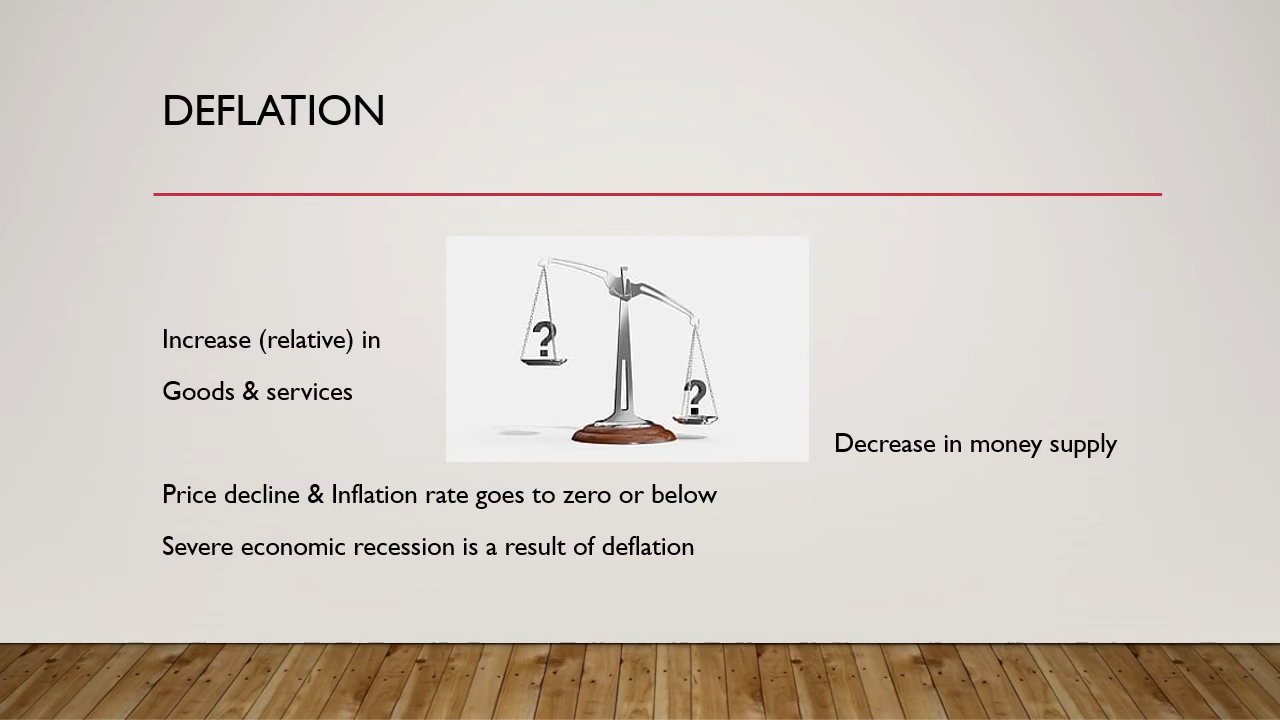 DEFLATION
Increase (relative) in
Goods & services
?
?
Decrease in money supply
Price decline & Inflation rate goes to zero or below
Severe economic recession is a result of deflation